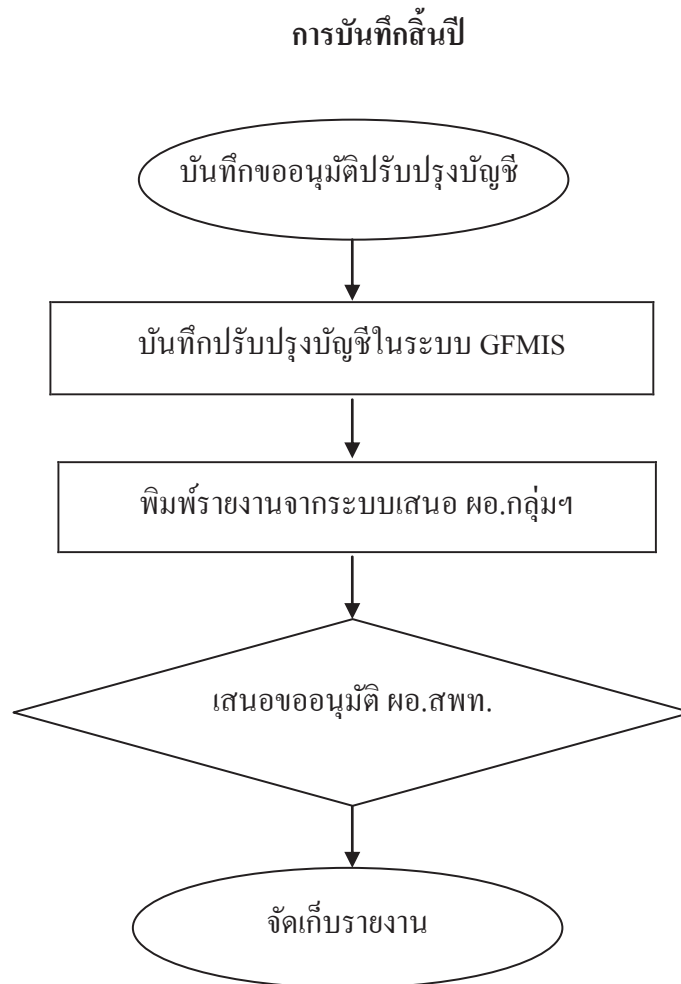 การบันทึกสิ้นปี
บันทึกขออนุมัติปรับปรุงบัญชี
บันทึกปรับปรุงบัญชีในระบบ GFMIS
พิมพ์รายงานจากระบบเสนอ ผอ.กลุ่มฯ
เสนอขออนุมัติ ผอ.สพท.
จัดเก็บรายงาน